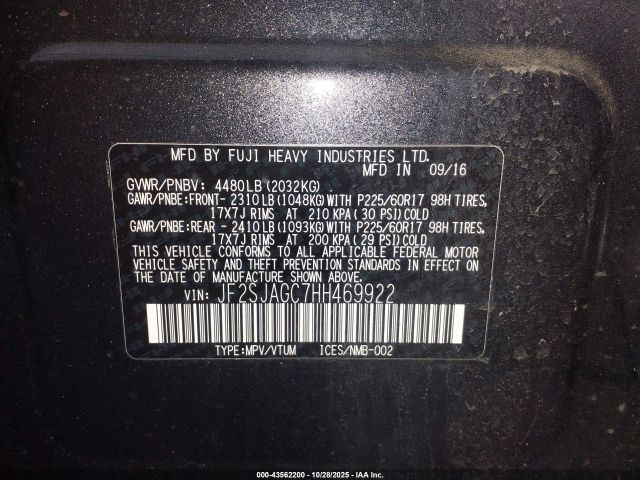 MFD BY FUJI HEAVY INDUSTRIES LTD.
MFD IN 09/16
GVWR/PNBV: 4480LB(2032KG)
GAWR/PNBE:FRONT- 2310LB(1048KG)WITH P225/60R17 98H TIRES,
17X7J RIMS AT 210 KPA(30 PSI)COLD
GAWR/PNBE:REAR - 2410LB(1093KG)WITH P225/60R17 98H TIRES,
17X7J RIMS AT 200 KPA(29 PSI)COLD
THIS VEHICLE CONFORMS TO ALL APPLICABLE FEDERAL MOTOR
VEHICLE SAFETY AND THEFT PREVENTION STANDARDS IN EFFECT ON
THE DATE OF MANUFACTURE SHOWN ABOVE.
VIN: JF2SJAGC7HH469922
TYPE:MPV/VTUM ICES/NMB-002
000-43562200 - 10/28/2025 - IAA Inc.